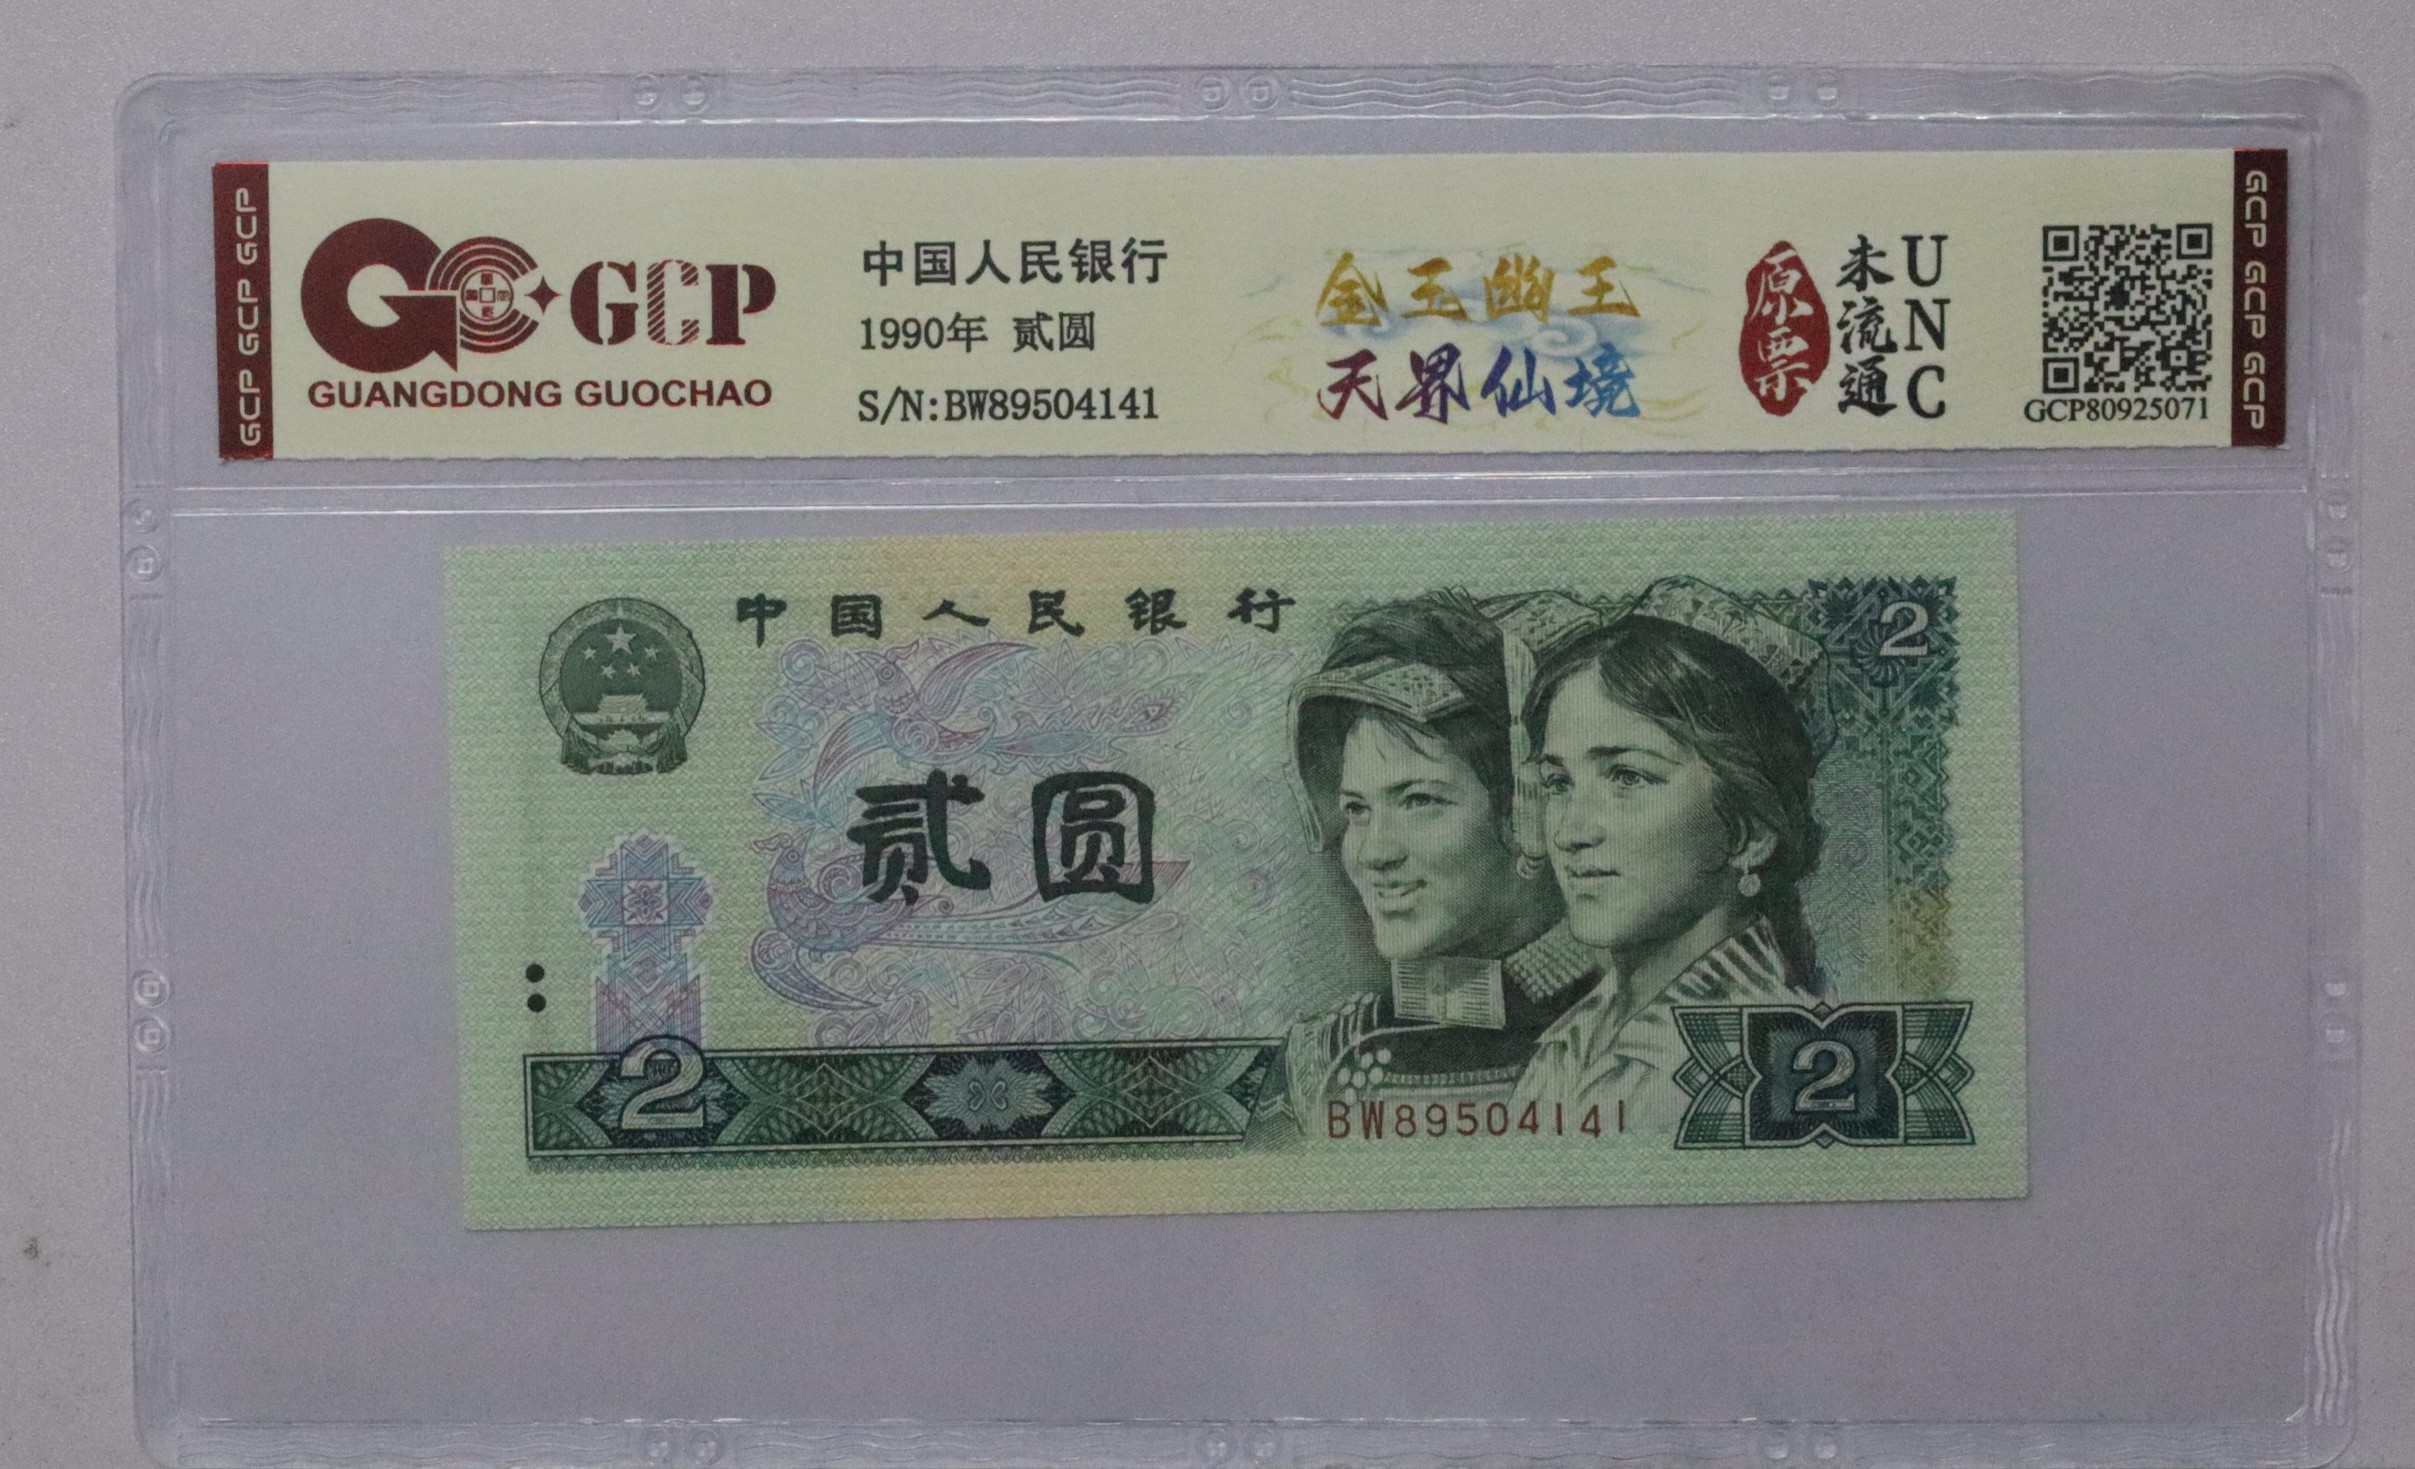 GCP GCP GCP
GCP
GUANGDONG GUOCHAO
中国人民银行
1990年 贰圆
S/N:BW89504141
金玉幽王
天界仙境
原票
未流通
UNC
GCP80925071
GCP GCP GCP
中国人民银行
2
贰圆
2
BW89504141
2